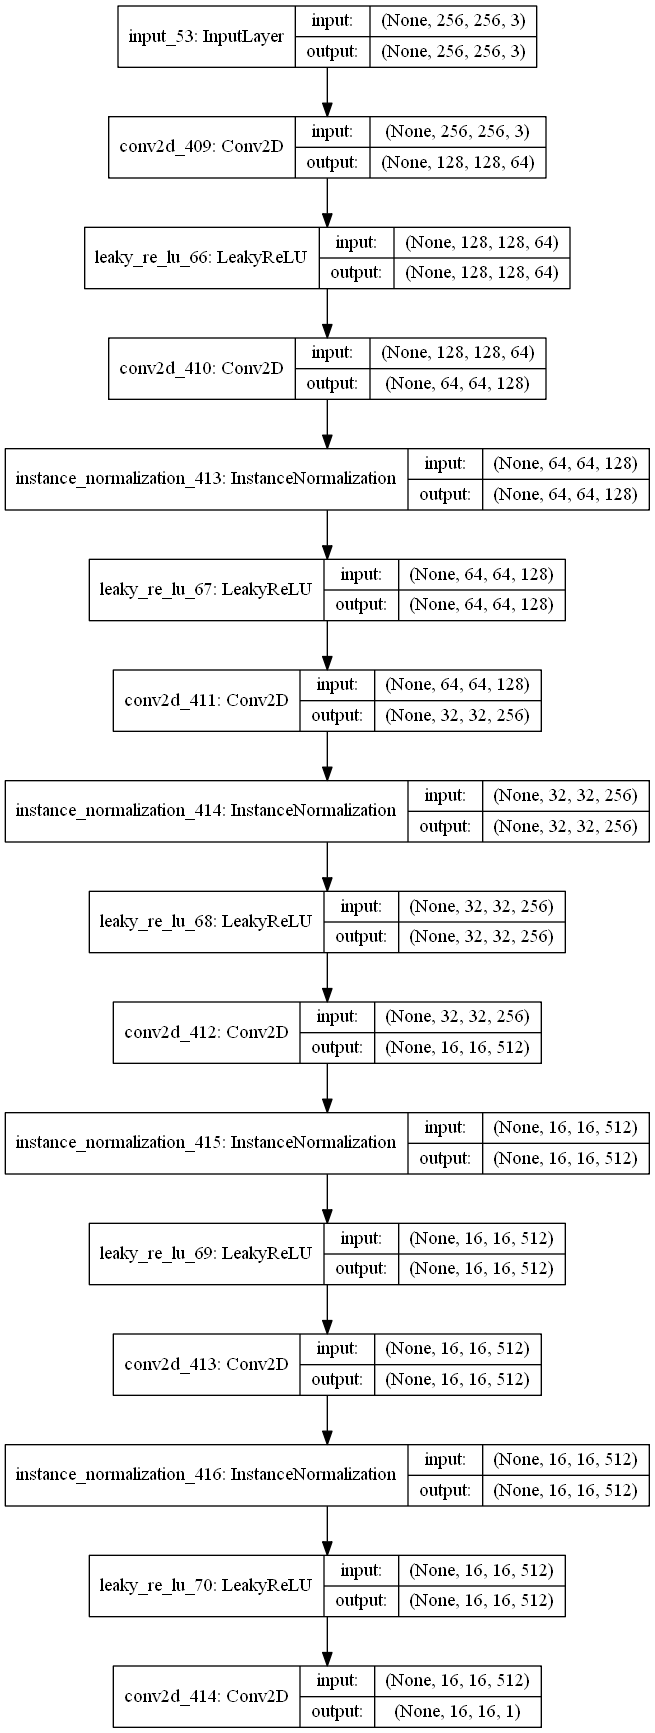 input_53: InputLayer
input: (None, 256, 256, 3)
output: (None, 256, 256, 3)
conv2d_409: Conv2D
input: (None, 256, 256, 3)
output: (None, 128, 128, 64)
leaky_re_lu_66: LeakyReLU
input: (None, 128, 128, 64)
output: (None, 128, 128, 64)
conv2d_410: Conv2D
input: (None, 128, 128, 64)
output: (None, 64, 64, 128)
instance_normalization_413: InstanceNormalization
input: (None, 64, 64, 128)
output: (None, 64, 64, 128)
leaky_re_lu_67: LeakyReLU
input: (None, 64, 64, 128)
output: (None, 64, 64, 128)
conv2d_411: Conv2D
input: (None, 64, 64, 128)
output: (None, 32, 32, 256)
instance_normalization_414: InstanceNormalization
input: (None, 32, 32, 256)
output: (None, 32, 32, 256)
leaky_re_lu_68: LeakyReLU
input: (None, 32, 32, 256)
output: (None, 32, 32, 256)
conv2d_412: Conv2D
input: (None, 32, 32, 256)
output: (None, 16, 16, 512)
instance_normalization_415: InstanceNormalization
input: (None, 16, 16, 512)
output: (None, 16, 16, 512)
leaky_re_lu_69: LeakyReLU
input: (None, 16, 16, 512)
output: (None, 16, 16, 512)
conv2d_413: Conv2D
input: (None, 16, 16, 512)
output: (None, 16, 16, 512)
instance_normalization_416: InstanceNormalization
input: (None, 16, 16, 512)
output: (None, 16, 16, 512)
leaky_re_lu_70: LeakyReLU
input: (None, 16, 16, 512)
output: (None, 16, 16, 512)
conv2d_414: Conv2D
input: (None, 16, 16, 512)
output: (None, 16, 16, 1)